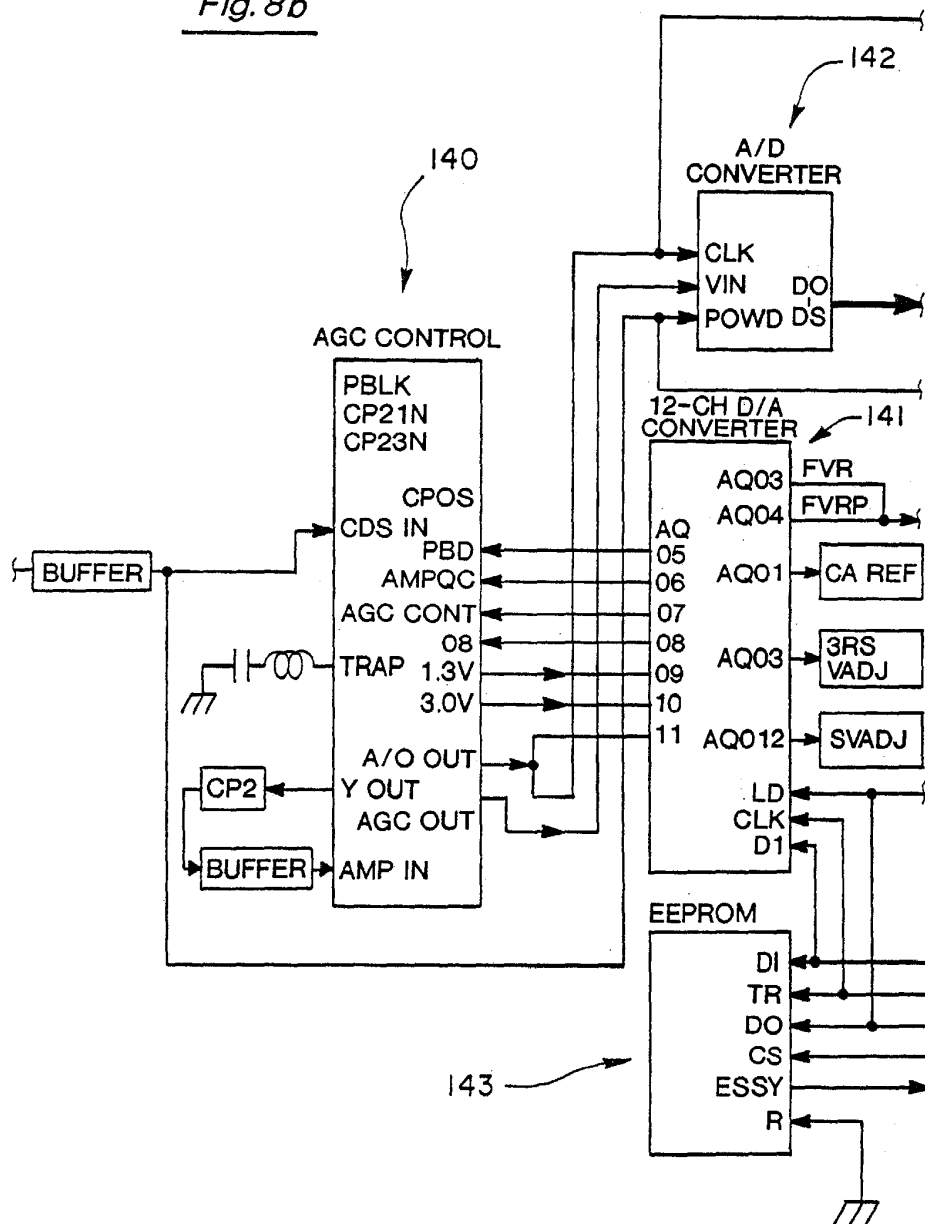 Fig. 8b
142
A/D
CONVERTER
CLK
VIN
POWD
DO
DS
140
AGC CONTROL
PBLK
CP21N
CP23N
CPOS
CDS IN
PBD
AMPQC
AGC CONT
08
TRAP
1.3V
3.0V
A/O OUT
Y OUT
AGC OUT
AMP IN
BUFFER
CP2
BUFFER
12-CH D/A
CONVERTER
141
AQ03
FVR
AQ04
FVRP
AQ
05
06
07
08
09
10
11
AQ01
CA REF
AQ03
3RS
VADJ
AQ012
SVADJ
LD
CLK
D1
EEPROM
DI
TR
DO
CS
ESSY
R
143